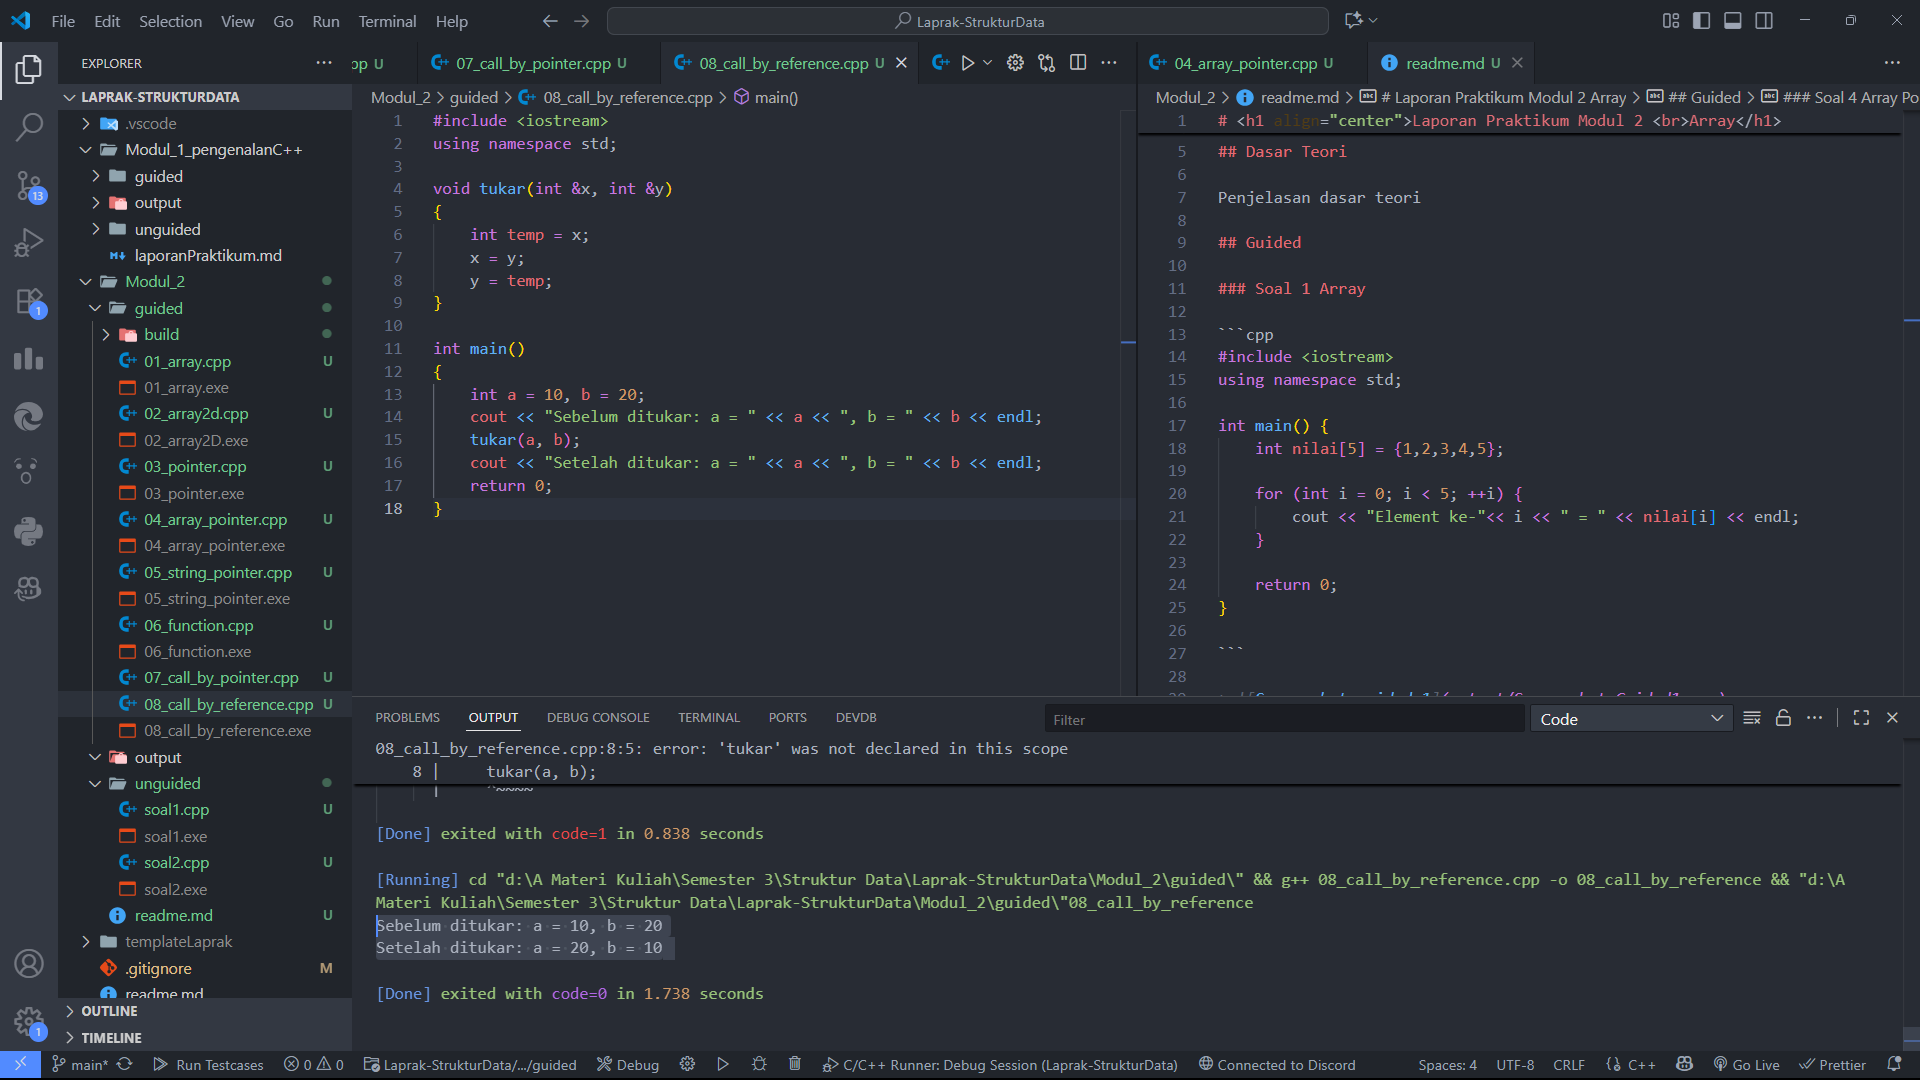 File Edit Selection View Go Run Terminal Help
Laprak-StrukturData
EXPLORER
LAPRAK-STRUKTURDATA
.vscode
Modul_1_pengenalanC++
guided
output
unguided
laporanPraktikum.md
Modul_2
guided
build
01_array.cpp U
01_array.exe
02_array2d.cpp U
02_array2D.exe
03_pointer.cpp U
03_pointer.exe
04_array_pointer.cpp U
04_array_pointer.exe
05_string_pointer.cpp U
05_string_pointer.exe
06_function.cpp U
06_function.exe
07_call_by_pointer.cpp U
08_call_by_reference.cpp U
08_call_by_reference.exe
output
unguided
soal1.cpp U
soal1.exe
soal2.cpp U
soal2.exe
readme.md U
templateLaprak
.gitignore M
readme.md
OUTLINE
TIMELINE
13
1
1
pp U
07_call_by_pointer.cpp U
08_call_by_reference.cpp U
Modul_2 > guided > 08_call_by_reference.cpp > main()
1 #include <iostream>
2 using namespace std;
3
4 void tukar(int &x, int &y)
5 {
6 int temp = x;
7 x = y;
8 y = temp;
9 }
10
11 int main()
12 {
13 int a = 10, b = 20;
14 cout << "Sebelum ditukar: a = " << a << ", b = " << b << endl;
15 tukar(a, b);
16 cout << "Setelah ditukar: a = " << a << ", b = " << b << endl;
17 return 0;
18 }
04_array_pointer.cpp U
readme.md U
Modul_2 > readme.md > # Laporan Praktikum Modul 2 Array > ## Guided > ### Soal 4 Array Po
1 # <h1 align="center">Laporan Praktikum Modul 2 <br>Array</h1>
5 ## Dasar Teori
6
7 Penjelasan dasar teori
8
9 ## Guided
10
11 ### Soal 1 Array
12
13 ```cpp
14 #include <iostream>
15 using namespace std;
16
17 int main() {
18 int nilai[5] = {1,2,3,4,5};
19
20 for (int i = 0; i < 5; ++i) {
21 cout << "Element ke-"<< i << " = " << nilai[i] << endl;
22 }
23
24 return 0;
25 }
26
27 ```
28
PROBLEMS OUTPUT DEBUG CONSOLE TERMINAL PORTS DEVDB
Filter
Code
08_call_by_reference.cpp:8:5: error: 'tukar' was not declared in this scope
8 | tukar(a, b);
| ^~~~~
[Done] exited with code=1 in 0.838 seconds
[Running] cd "d:\A Materi Kuliah\Semester 3\Struktur Data\Laprak-StrukturData\Modul_2\guided\" && g++ 08_call_by_reference.cpp -o 08_call_by_reference && "d:\A
Materi Kuliah\Semester 3\Struktur Data\Laprak-StrukturData\Modul_2\guided\"08_call_by_reference
Sebelum ditukar: a = 10, b = 20
Setelah ditukar: a = 20, b = 10
[Done] exited with code=0 in 1.738 seconds
main* Run Testcases 0 0 Laprak-StrukturData/.../guided Debug C/C++ Runner: Debug Session (Laprak-StrukturData) Connected to Discord Spaces: 4 UTF-8 CRLF C++ Go Live Prettier